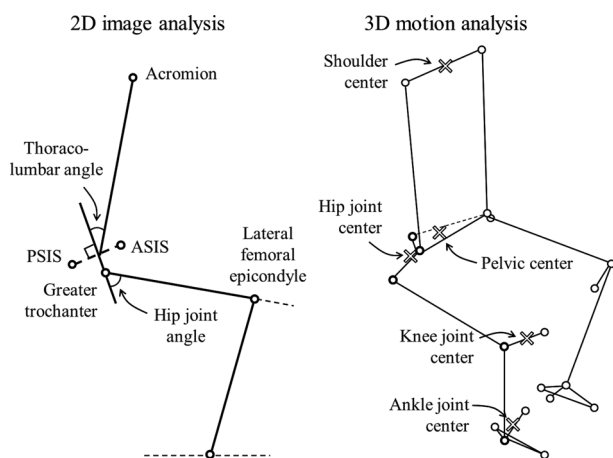 2D image analysis
Acromion
Thoraco-
lumbar angle
PSIS
ASIS
Greater
trochanter
Hip joint
angle
Lateral
femoral
epicondyle
3D motion analysis
Shoulder
center
Hip joint
center
Pelvic center
Knee joint
center
Ankle joint
center